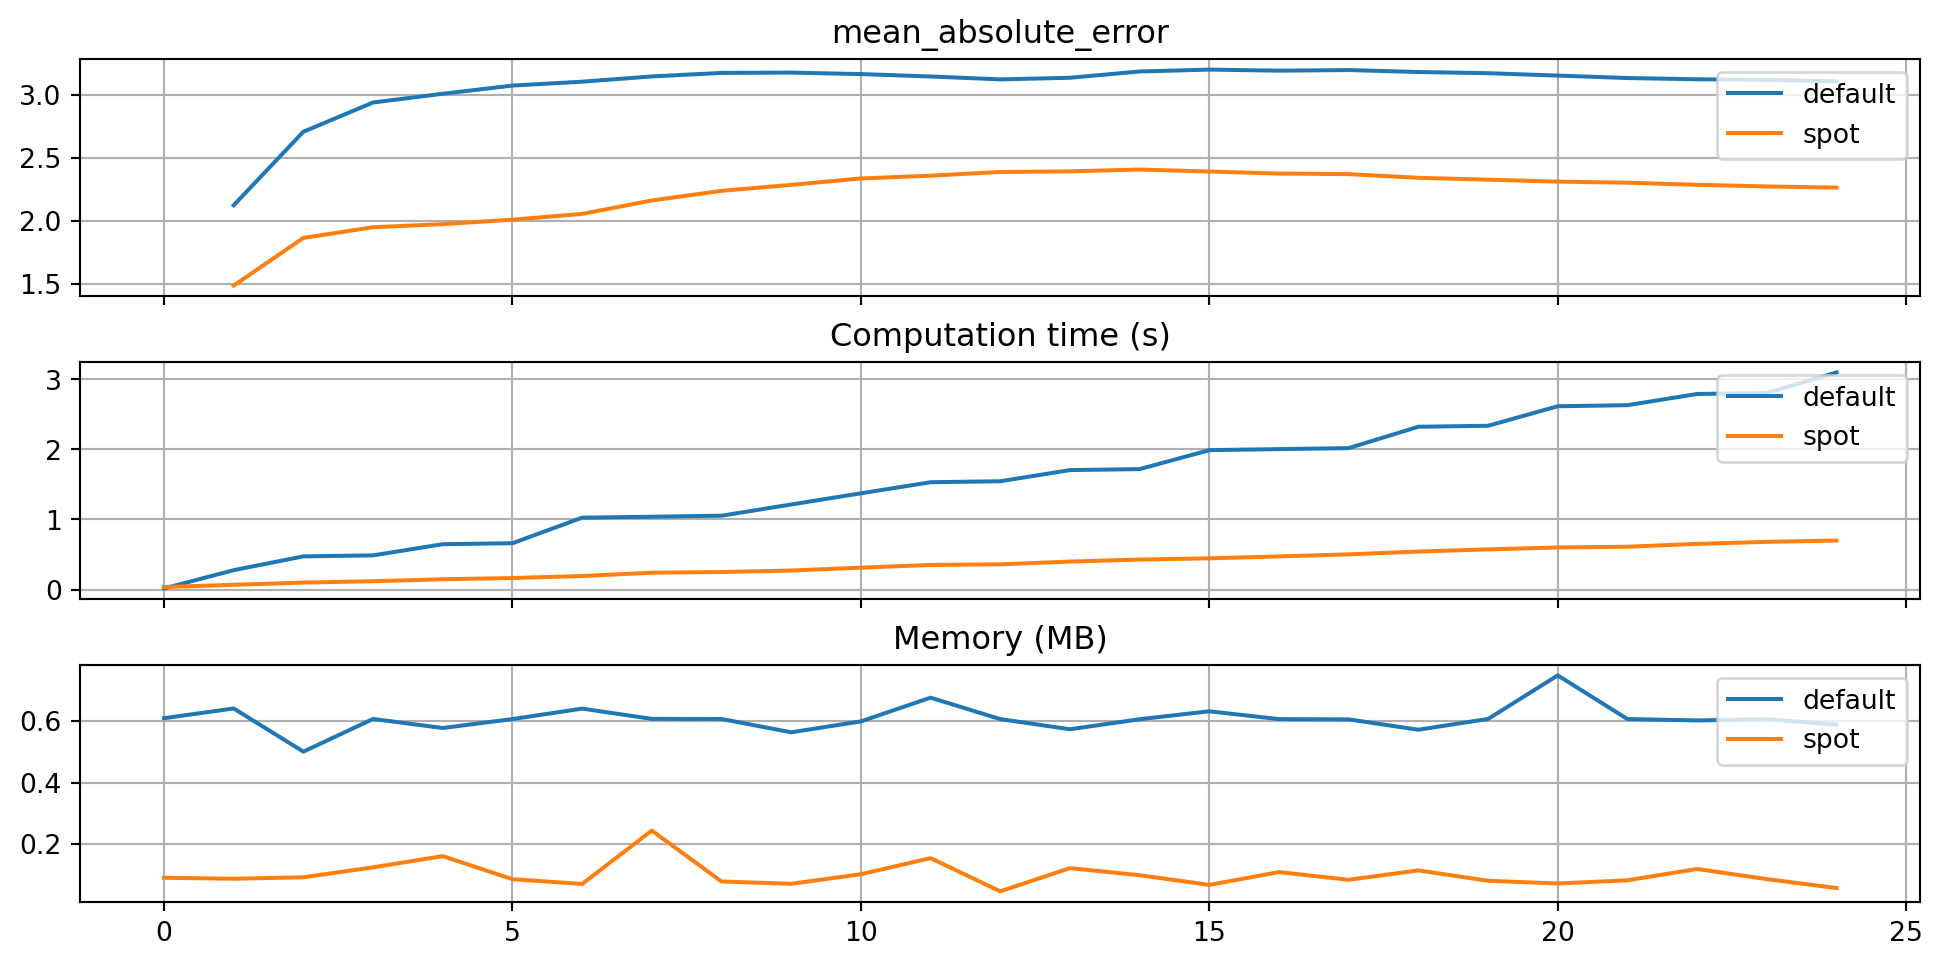 mean_absolute_error
3.0
2.5
2.0
1.5
default
spot
Computation time (s)
3
2
1
0
default
spot
Memory (MB)
0.6
0.4
0.2
default
spot
0 5 10 15 20 25